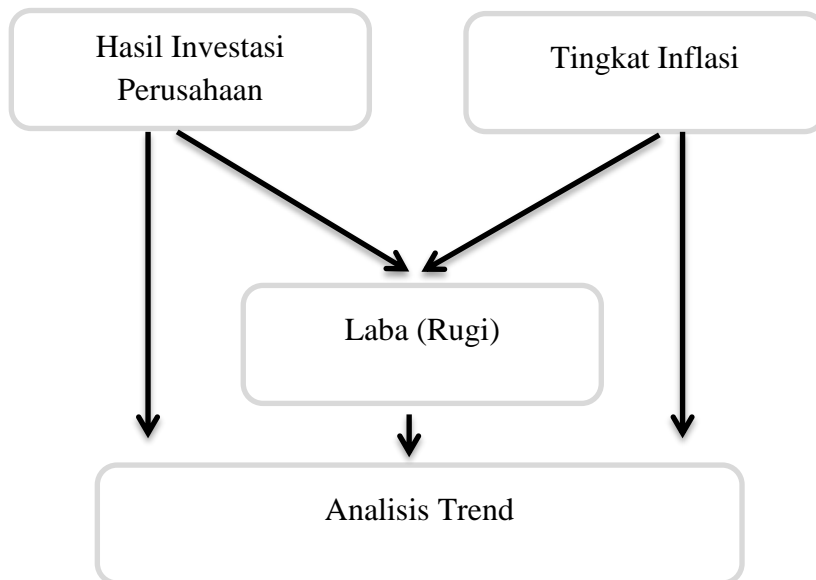 Hasil Investasi
Perusahaan
Tingkat Inflasi
Laba (Rugi)
Analisis Trend